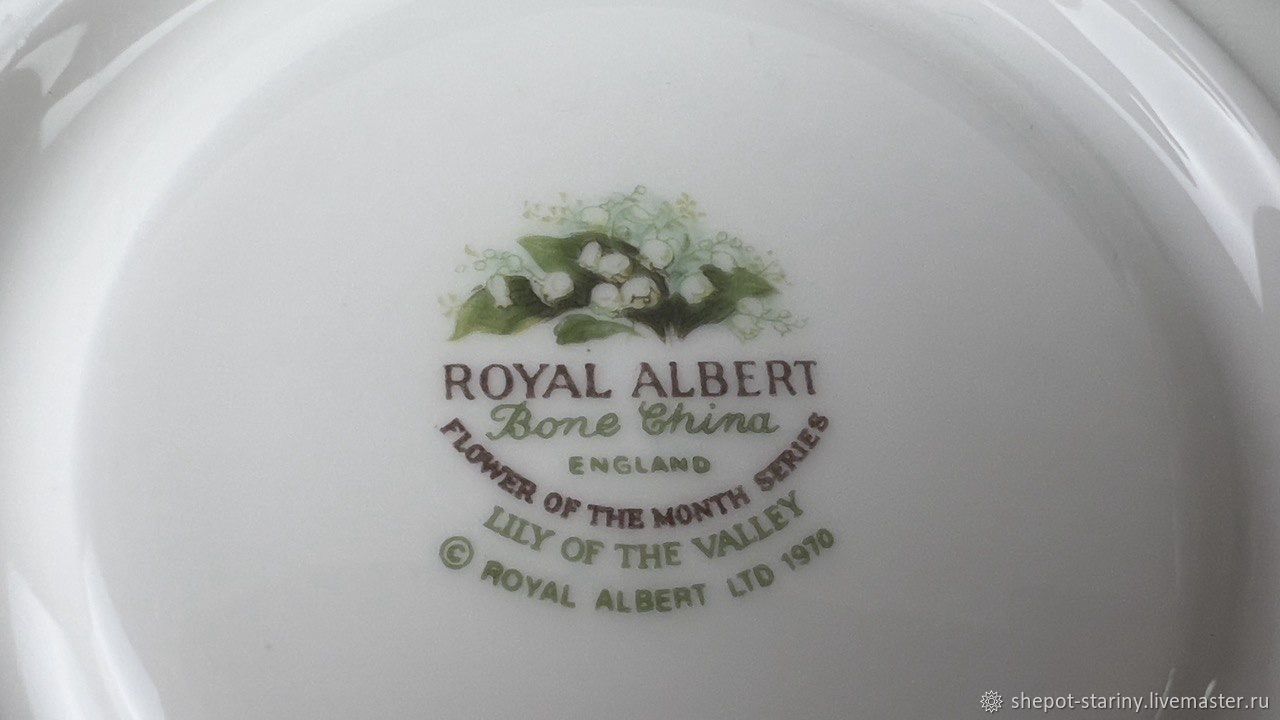 ROYAL ALBERT
Bone China
ENGLAND
FLOWER OF THE MONTH SERIES
LILY OF THE VALLEY
© ROYAL ALBERT LTD 1970
shepot-stariny.livemaster.ru